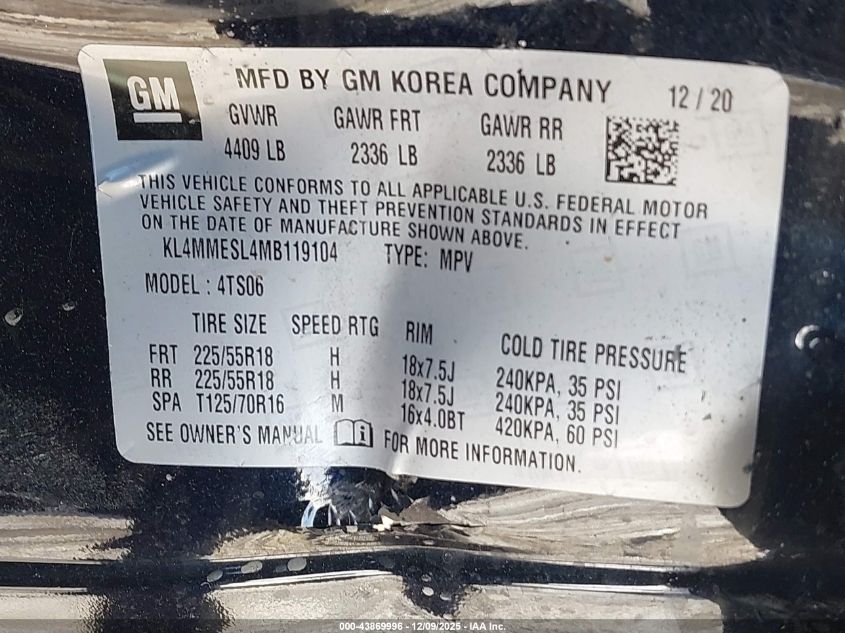 GM
MFD BY GM KOREA COMPANY 12 / 20
GVWR GAWR FRT GAWR RR
4409 LB 2336 LB 2336 LB
THIS VEHICLE CONFORMS TO ALL APPLICABLE U.S. FEDERAL MOTOR
VEHICLE SAFETY AND THEFT PREVENTION STANDARDS IN EFFECT
ON THE DATE OF MANUFACTURE SHOWN ABOVE.
KL4MMESL4MB119104 TYPE: MPV
MODEL : 4TS06
TIRE SIZE SPEED RTG RIM COLD TIRE PRESSURE
FRT 225/55R18 H 18x7.5J 240KPA, 35 PSI
RR 225/55R18 H 18x7.5J 240KPA, 35 PSI
SPA T125/70R16 M 16x4.0BT 420KPA, 60 PSI
SEE OWNER'S MANUAL FOR MORE INFORMATION.
000-43869996 - 12/09/2025 - IAA Inc.